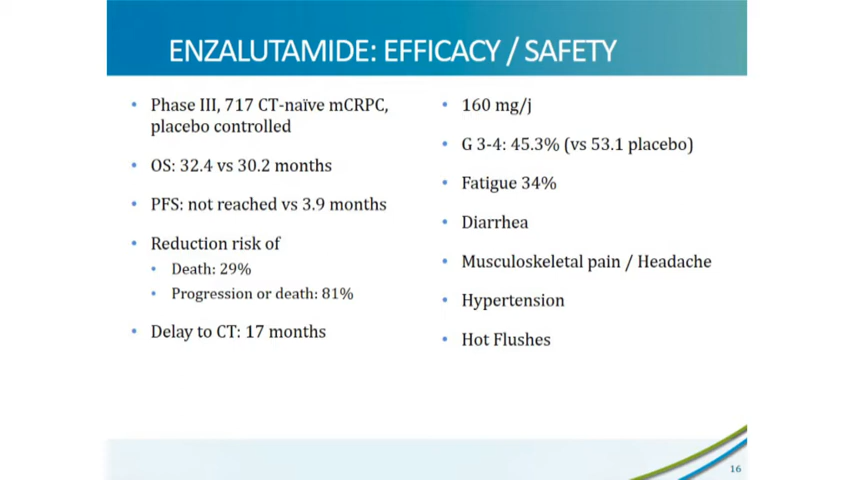 ENZALUTAMIDE: EFFICACY / SAFETY
Phase III, 717 CT-naïve mCRPC,
placebo controlled
OS: 32.4 vs 30.2 months
PFS: not reached vs 3.9 months
Reduction risk of
Death: 29%
Progression or death: 81%
Delay to CT: 17 months
160 mg/j
G 3-4: 45.3% (vs 53.1 placebo)
Fatigue 34%
Diarrhea
Musculoskeletal pain / Headache
Hypertension
Hot Flushes
16